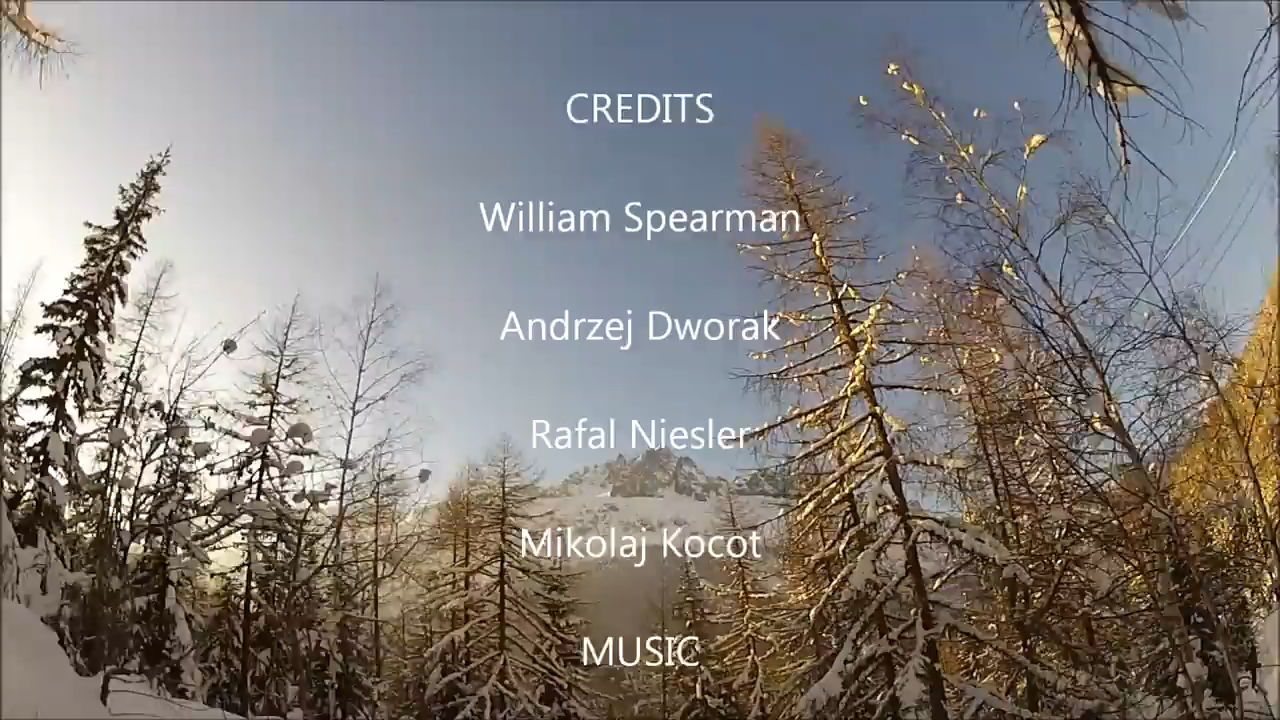 CREDITS
William Spearman
Andrzej Dworak
Rafal Niesler
Mikolaj Kocot
MUSIC